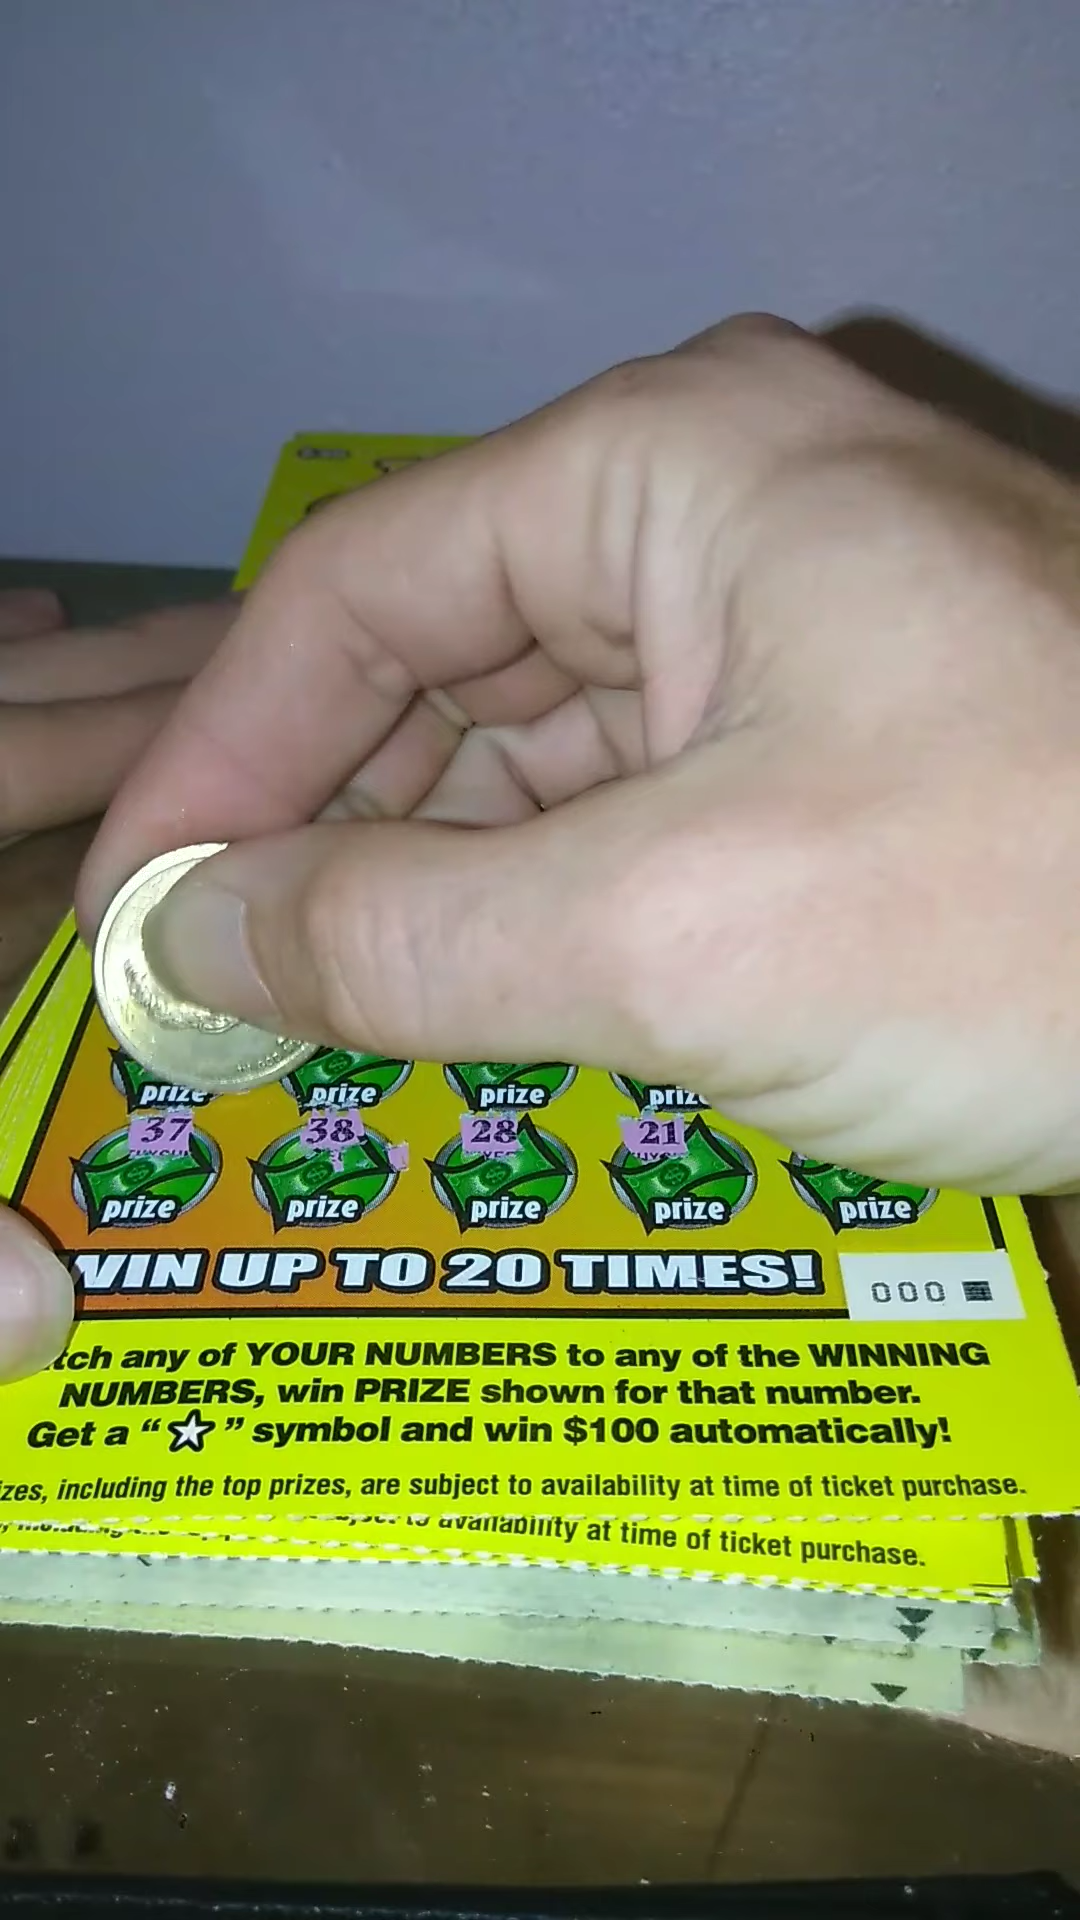 prize prize prize
37 38 28 21
prize prize prize prize prize
WIN UP TO 20 TIMES!
000
any of YOUR NUMBERS to any of the WINNING
NUMBERS, win PRIZE shown for that number.
Get a “☆” symbol and win $100 automatically!
including the top prizes, are subject to availability at time of ticket purchase.
to availability at time of ticket purchase.